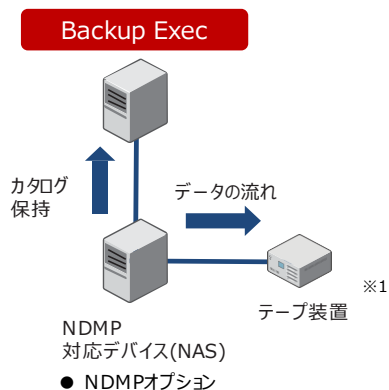 Backup Exec
カタログ
保持
データの流れ
※1
テープ装置
NDMP
対応デバイス(NAS)
● NDMPオプション